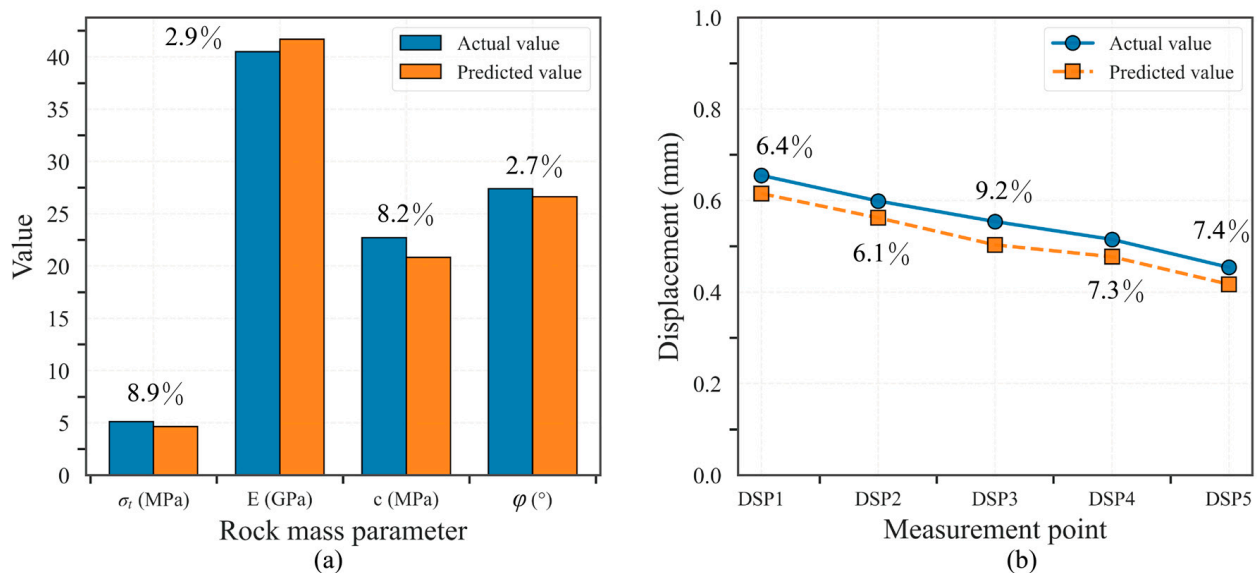 Actual value
Predicted value
2.9%
8.9%
8.2%
2.7%
40
35
30
25
20
15
10
5
0
Value
σt (MPa)
E (GPa)
c (MPa)
φ (°)
Rock mass parameter
(a)
Actual value
Predicted value
6.4%
6.1%
9.2%
7.3%
7.4%
1.0
0.8
0.6
0.4
0.2
0.0
Displacement (mm)
DSP1
DSP2
DSP3
DSP4
DSP5
Measurement point
(b)